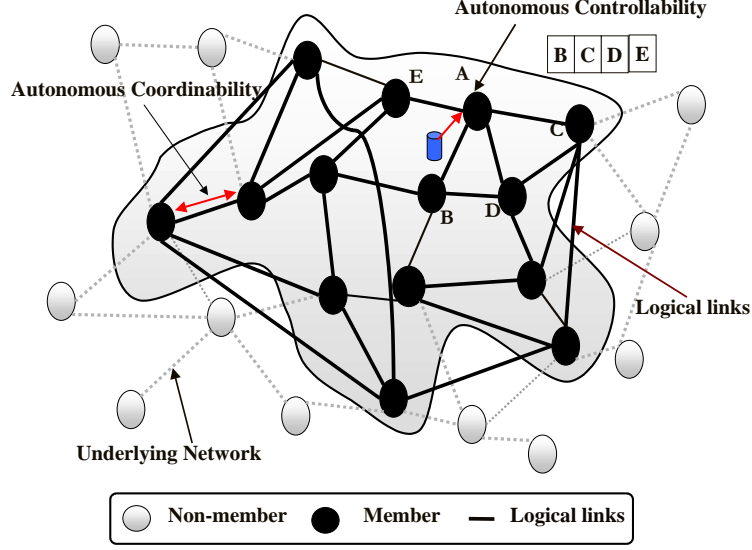 Autonomous Controllability
B C D E
E
A
Autonomous Coordinability
C
B
D
Logical links
Underlying Network
Non-member Member Logical links